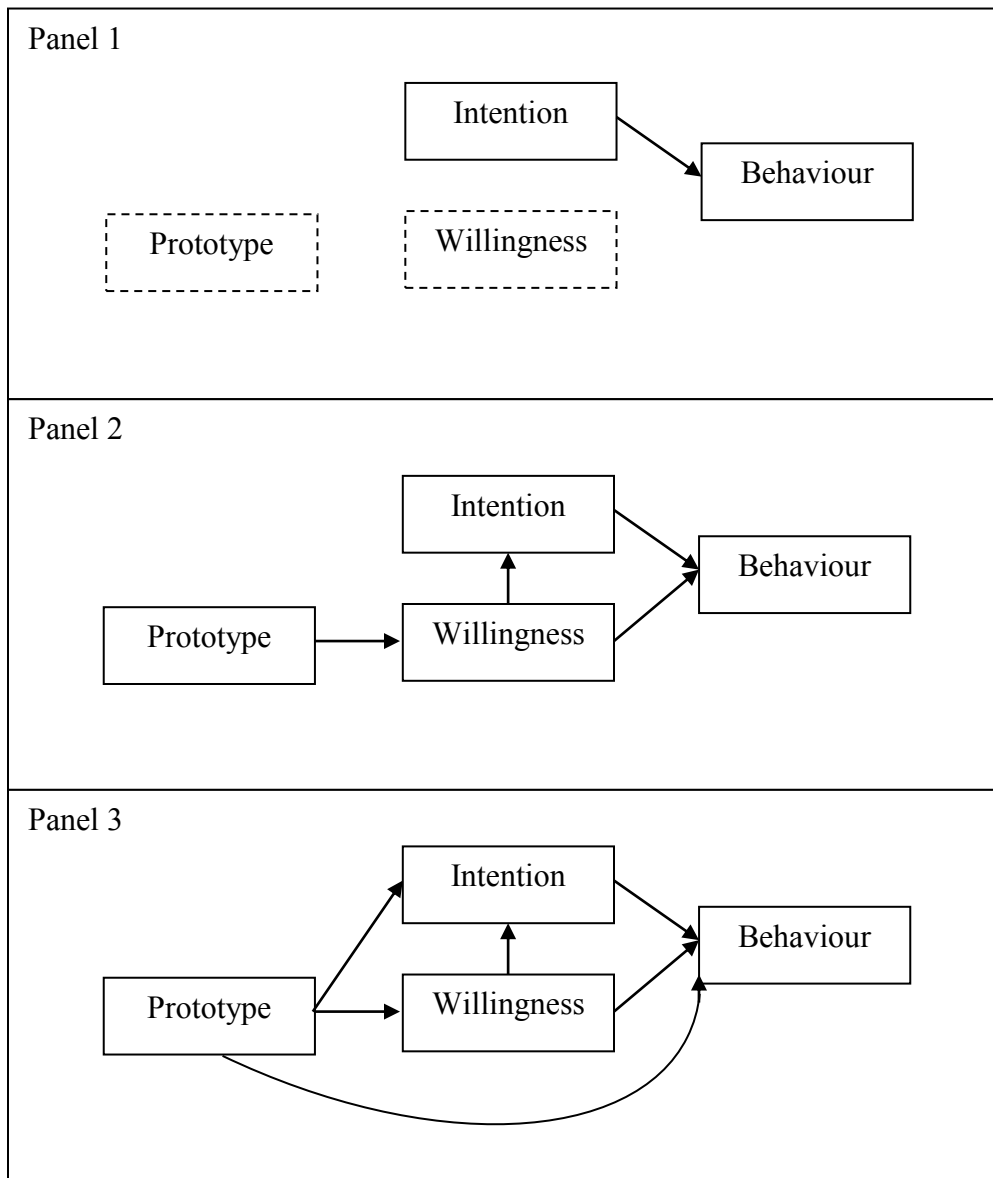 Panel 1
Intention
Behaviour
Prototype
Willingness
Panel 2
Intention
Behaviour
Prototype
Willingness
Panel 3
Intention
Behaviour
Prototype
Willingness